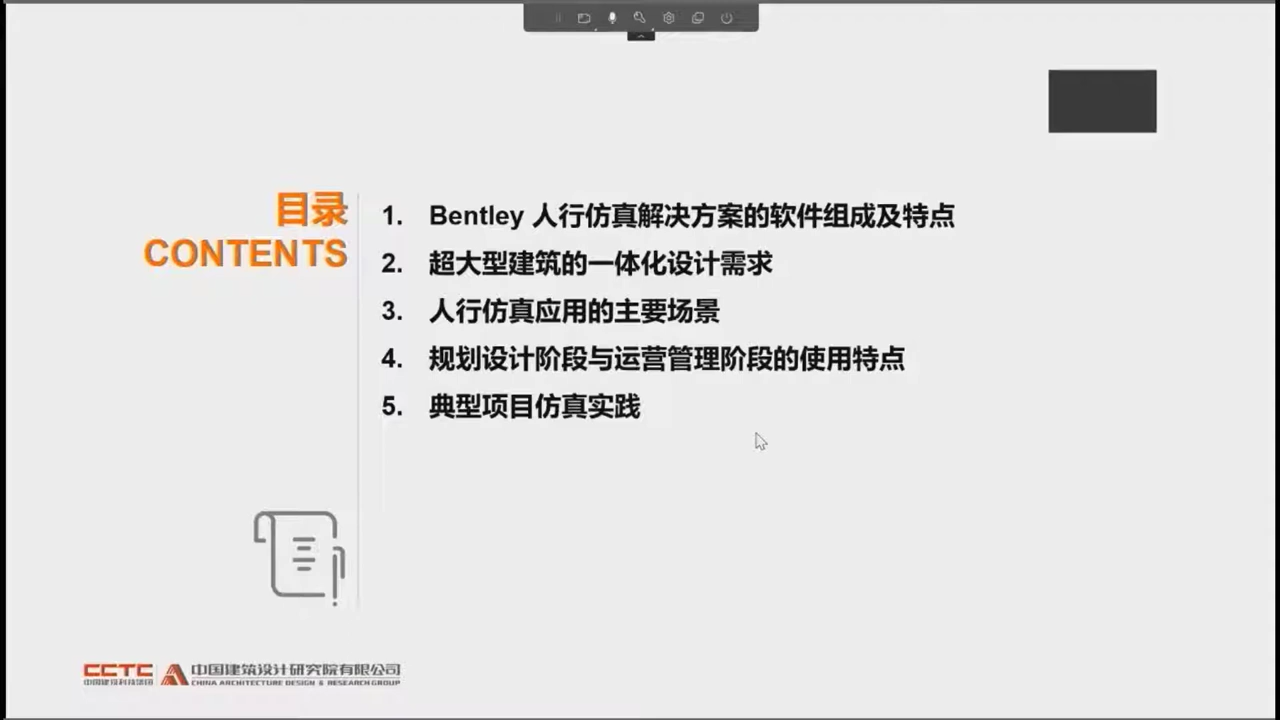 目录
CONTENTS
1. Bentley 人行仿真解决方案的软件组成及特点
2. 超大型建筑的一体化设计需求
3. 人行仿真应用的主要场景
4. 规划设计阶段与运营管理阶段的使用特点
5. 典型项目仿真实践
CCTC
中国建设科技集团
中国建筑设计研究院有限公司
CHINA ARCHITECTURE DESIGN & RESEARCH GROUP